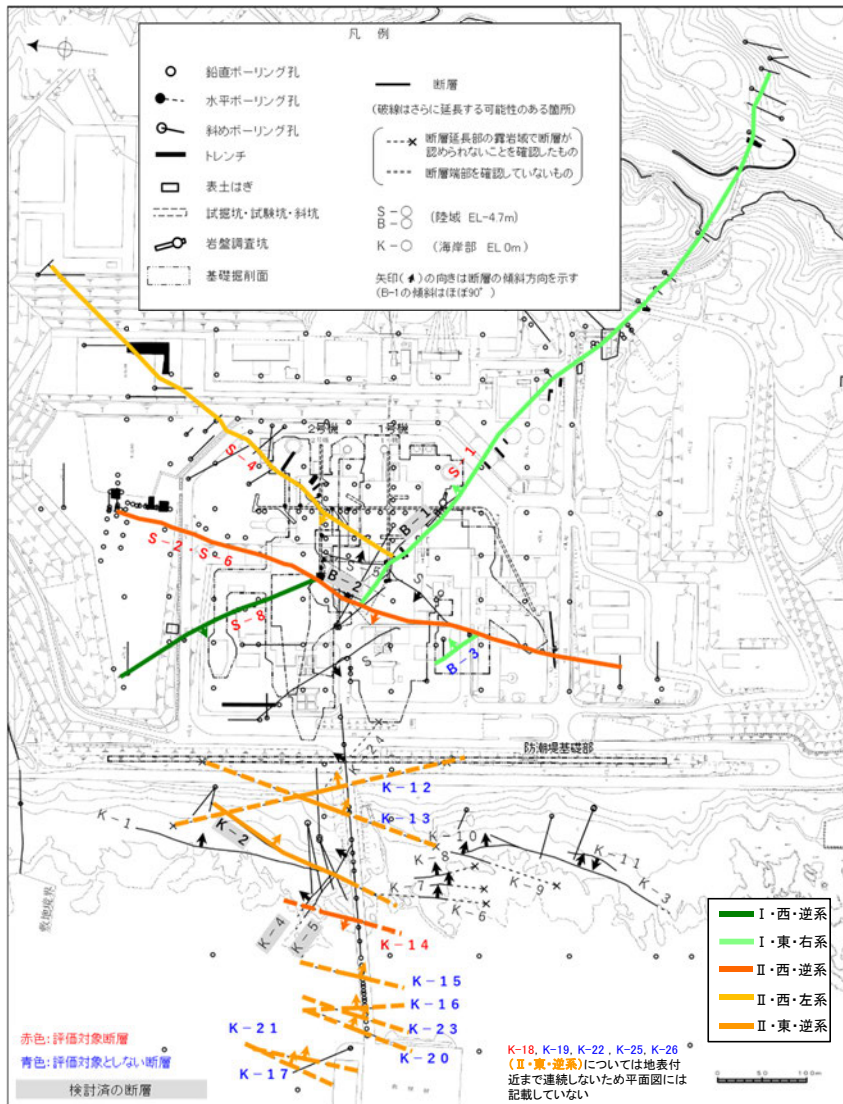 凡 例
鉛直ボーリング孔
水平ボーリング孔
斜めボーリング孔
トレンチ
表土はぎ
試掘坑・試験坑・斜坑
岩盤調査坑
基礎掘削面
断層
(破線はさらに延長する可能性のある箇所)
断層延長部の露岩域で断層が
認められないことを確認したもの
断層端部を確認していないもの
S-○
B-○
(陸域 EL-4.7m)
K-○ (海岸部 EL 0m)
矢印( )の向きは断層の傾斜方向を示す
(B-1の傾斜はほぼ90°)
2号機
1号機
S-4
S-1
B-1
S-2・S-6
S-5
B-2
S-8
B-3
防潮堤基礎部
K-24
K-12
K-13
K-1
K-2
K-10
K-8
K-11
K-7
K-9
K-3
K-6
敷地境界
K-4
K-5
K-14
K-15
K-16
K-21
K-23
K-20
K-17
Ⅰ・西・逆系
Ⅰ・東・右系
Ⅱ・西・逆系
Ⅱ・西・左系
Ⅱ・東・逆系
赤色:評価対象断層
青色:評価対象としない断層
検討済の断層
K-18, K-19, K-22 , K-25, K-26
(Ⅱ・東・逆系)については地表付
近まで連続しないため平面図には
記載していない
0 50 100m